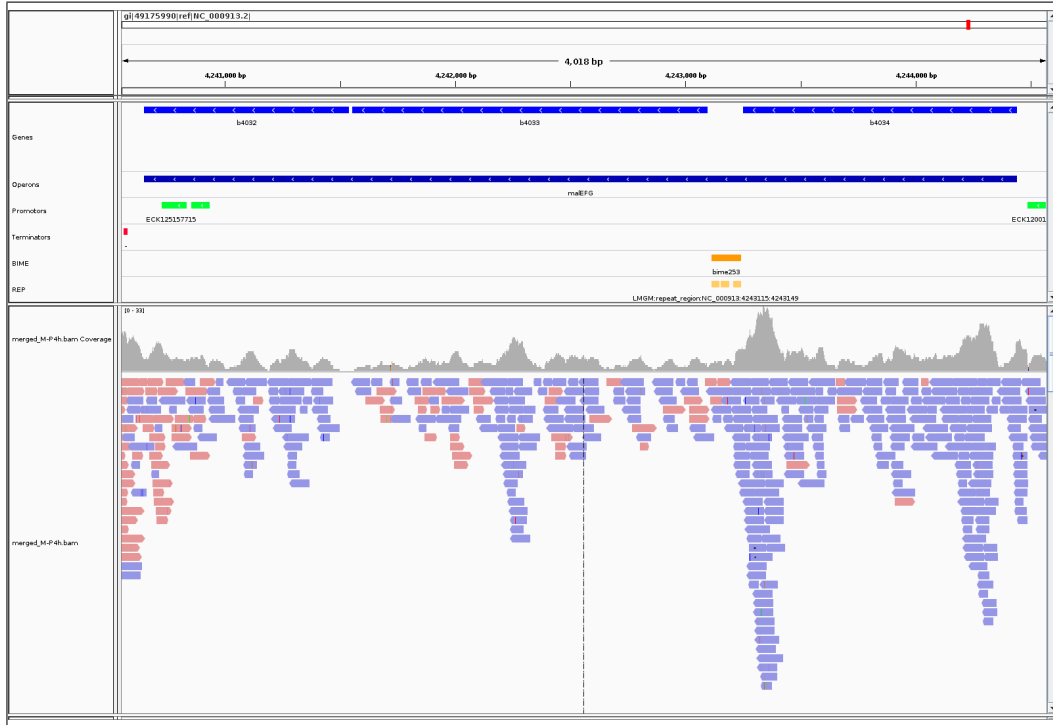 gi|49175990|ref|NC_000913.2|
4,018 bp
4,241,000 bp 4,242,000 bp 4,243,000 bp 4,244,000 bp
Genes
b4032 b4033 b4034
Operons
malEFG
Promotors
ECK125157715 ECK12001
Terminators
-
BIME
bime253
REP
LMGM:repeat_region:NC_000913:4243115:4243149
[0 - 33]
merged_M-P4h.bam Coverage
merged_M-P4h.bam